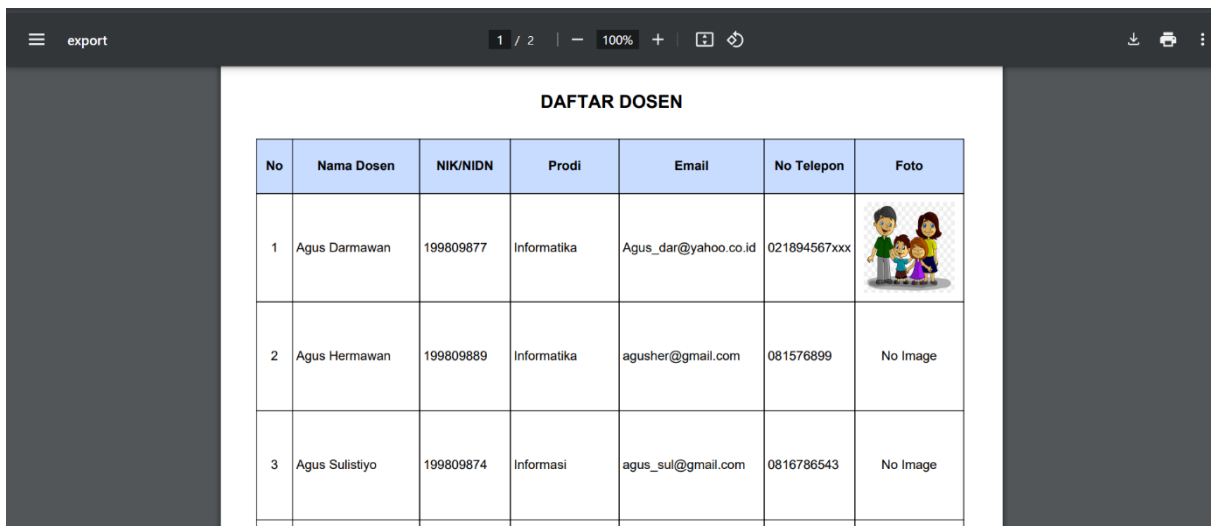 export 1 / 2 100%
DAFTAR DOSEN
No Nama Dosen NIK/NIDN Prodi Email No Telepon Foto
1 Agus Darmawan 199809877 Informatika Agus_dar@yahoo.co.id 021894567xxx
2 Agus Hermawan 199809889 Informatika agusher@gmail.com 081576899 No Image
3 Agus Sulistiyo 199809874 Informasi agus_sul@gmail.com 0816786543 No Image